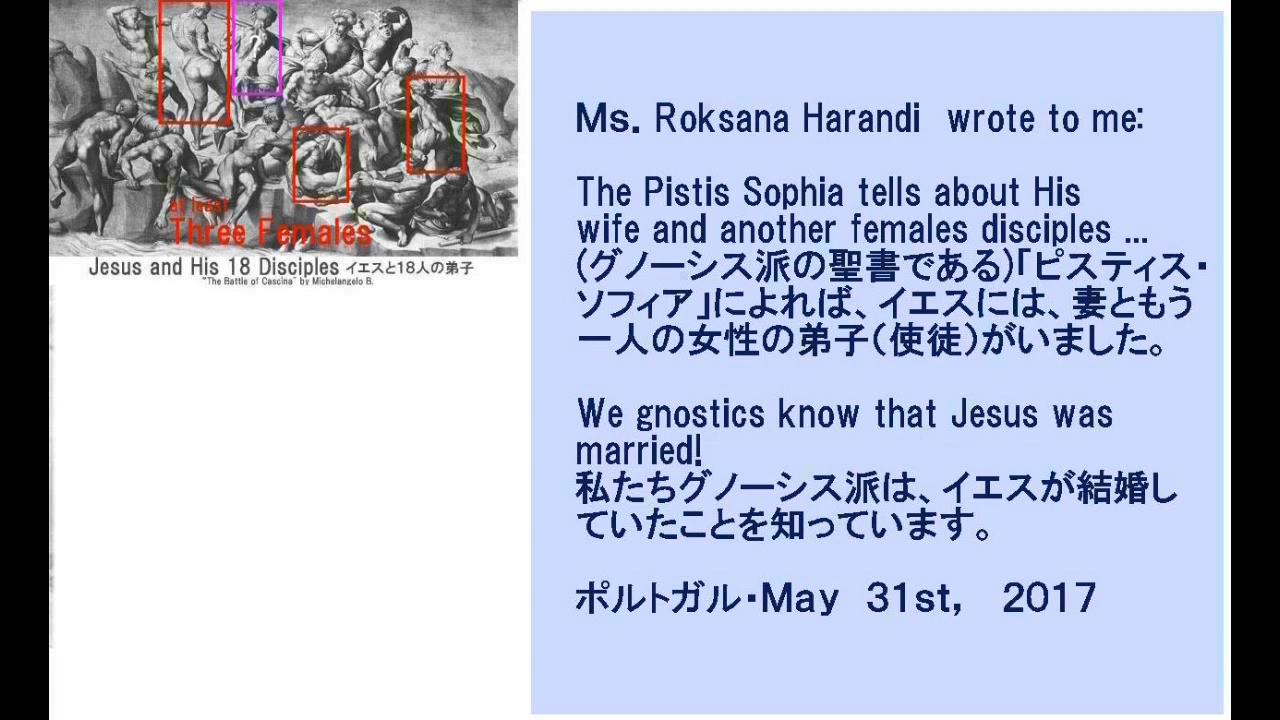 at least
Three Females
Jesus and His 18 Disciples イエスと18人の弟子
"The Battle of Cascina" by Michelangelo B.
Ms. Roksana Harandi wrote to me:
The Pistis Sophia tells about His
wife and another females disciples ...
(グノーシス派の聖書である)｢ピスティス・
ソフィア｣によれば、イエスには、妻ともう
一人の女性の弟子(使徒)がいました。
We gnostics know that Jesus was
married!
私たちグノーシス派は、イエスが結婚し
ていたことを知っています。
ポルトガル・May 31st, 2017